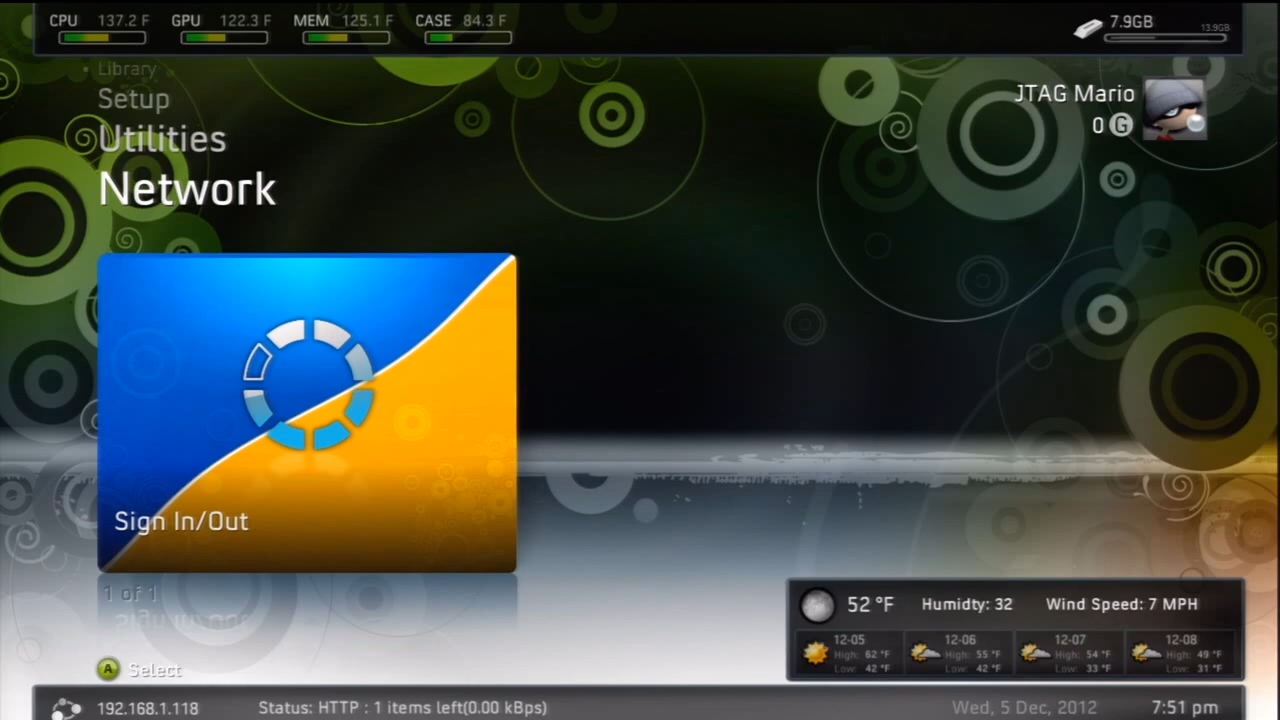 CPU 137.2 F GPU 122.3 F MEM 125.1 F CASE 84.3 F
7.9GB 13.9GB
Library
Setup
Utilities
Network
JTAG Mario
0 G
Sign In/Out
1 of 1
A Select
52 °F Humidty: 32 Wind Speed: 7 MPH
12-05 12-06 12-07 12-08
High: 62 °F High: 55 °F High: 54 °F High: 49 °F
Low: 42 °F Low: 42 °F Low: 33 °F Low: 31 °F
192.168.1.118 Status: HTTP : 1 items left(0.00 kBps) Wed, 5 Dec, 2012 7:51 pm